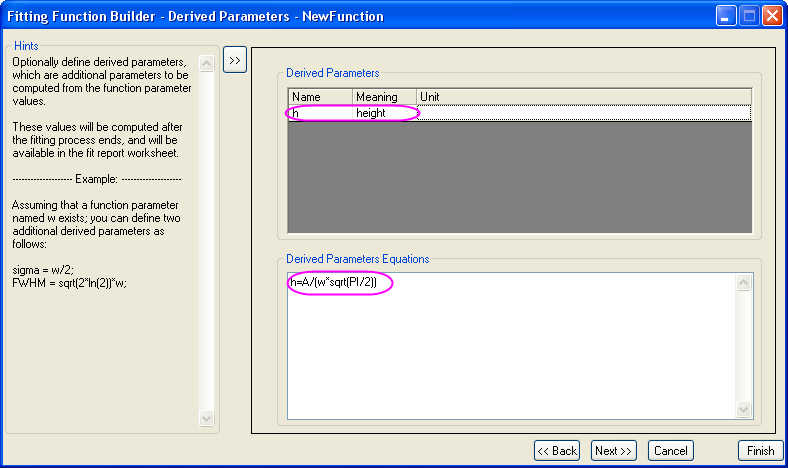 Fitting Function Builder - Derived Parameters - NewFunction
Hints
Optionally define derived parameters,
which are additional parameters to be
computed from the function parameter
values.
These values will be computed after
the fitting process ends, and will be
available in the fit report worksheet.
-------------------- Example: --------------------
Assuming that a function parameter
named w exists; you can define two
additional derived parameters as
follows:
sigma = w/2;
FWHM = sqrt(2*ln(2))*w;
>>
Derived Parameters
Name Meaning Unit
h height
Derived Parameters Equations
h=A/(w*sqrt(PI/2))
<< Back Next >> Cancel Finish